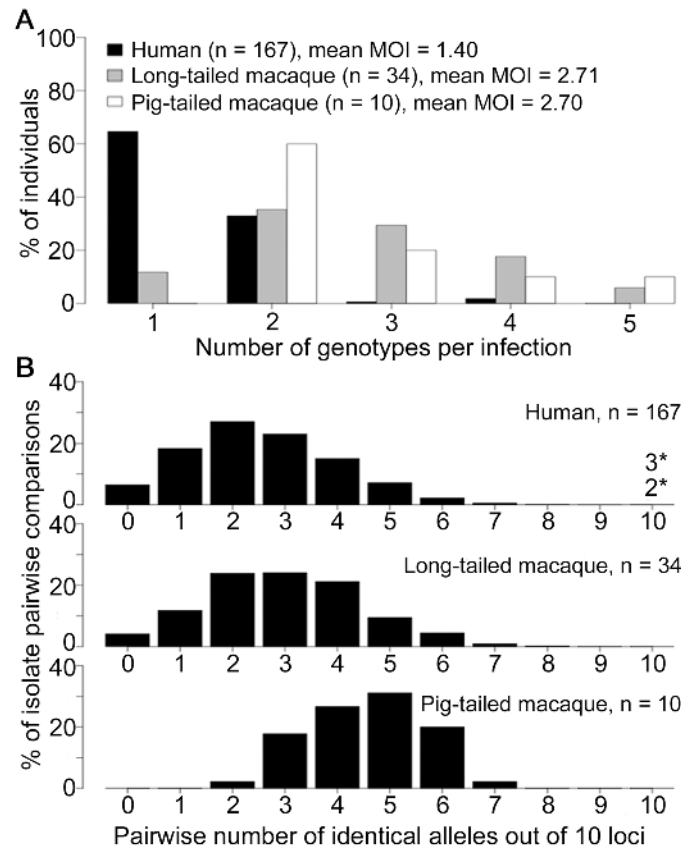 A
% of individuals
100
80
60
40
20
0
Human (n = 167), mean MOI = 1.40
Long-tailed macaque (n = 34), mean MOI = 2.71
Pig-tailed macaque (n = 10), mean MOI = 2.70
1 2 3 4 5
Number of genotypes per infection
B
% of isolate pairwise comparisons
40
20
0
Human, n = 167
3*
2*
0 1 2 3 4 5 6 7 8 9 10
40
20
0
Long-tailed macaque, n = 34
0 1 2 3 4 5 6 7 8 9 10
40
20
0
Pig-tailed macaque, n = 10
0 1 2 3 4 5 6 7 8 9 10
Pairwise number of identical alleles out of 10 loci